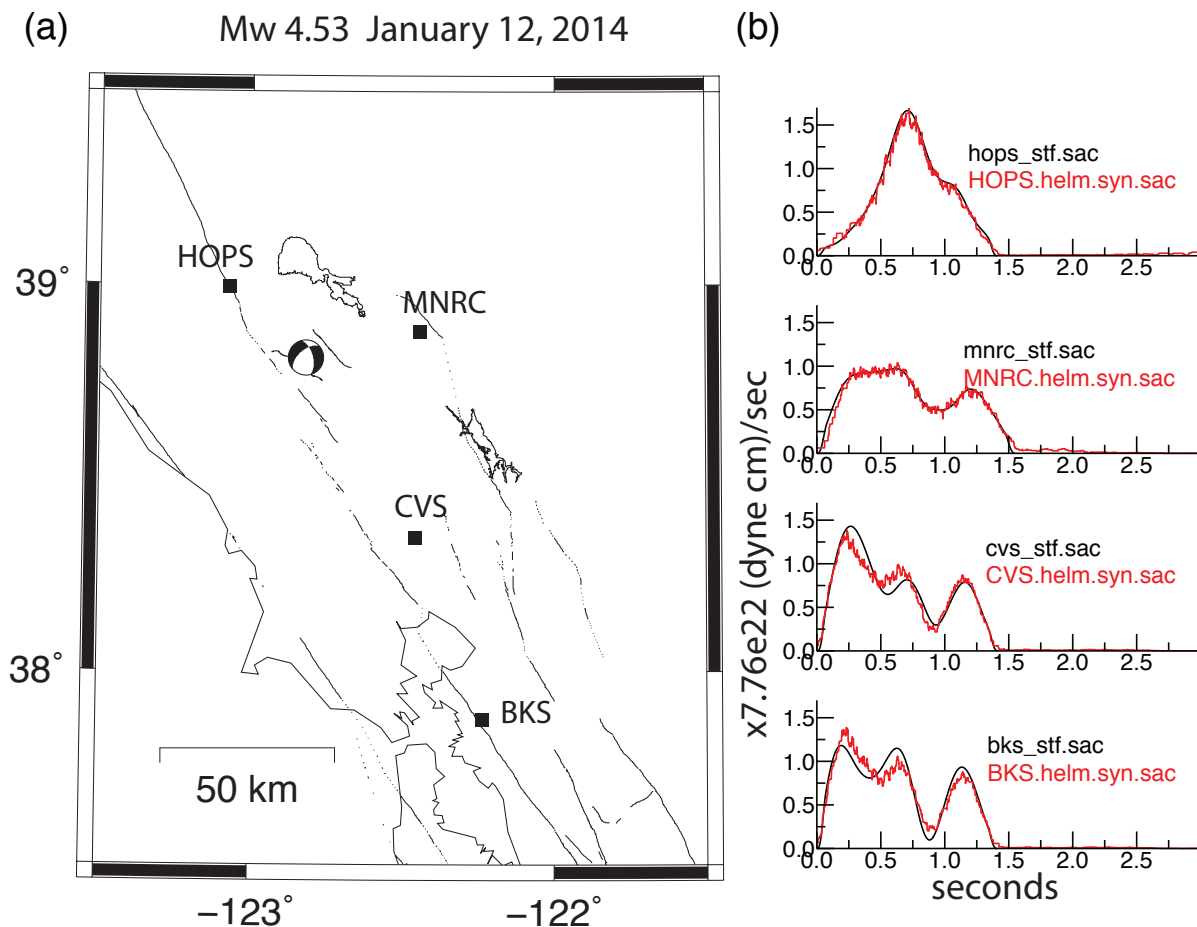 (a)
Mw 4.53 January 12, 2014
(b)
HOPS
MNRC
CVS
BKS
50 km
39°
38°
−123°
−122°
x7.76e22 (dyne cm)/sec
1.5
1.0
0.5
0.0
hops_stf.sac
HOPS.helm.syn.sac
0.0 0.5 1.0 1.5 2.0 2.5
1.5
1.0
0.5
0.0
mnrc_stf.sac
MNRC.helm.syn.sac
0.0 0.5 1.0 1.5 2.0 2.5
1.5
1.0
0.5
0.0
cvs_stf.sac
CVS.helm.syn.sac
0.0 0.5 1.0 1.5 2.0 2.5
1.5
1.0
0.5
0.0
bks_stf.sac
BKS.helm.syn.sac
0.0 0.5 1.0 1.5 2.0 2.5
seconds